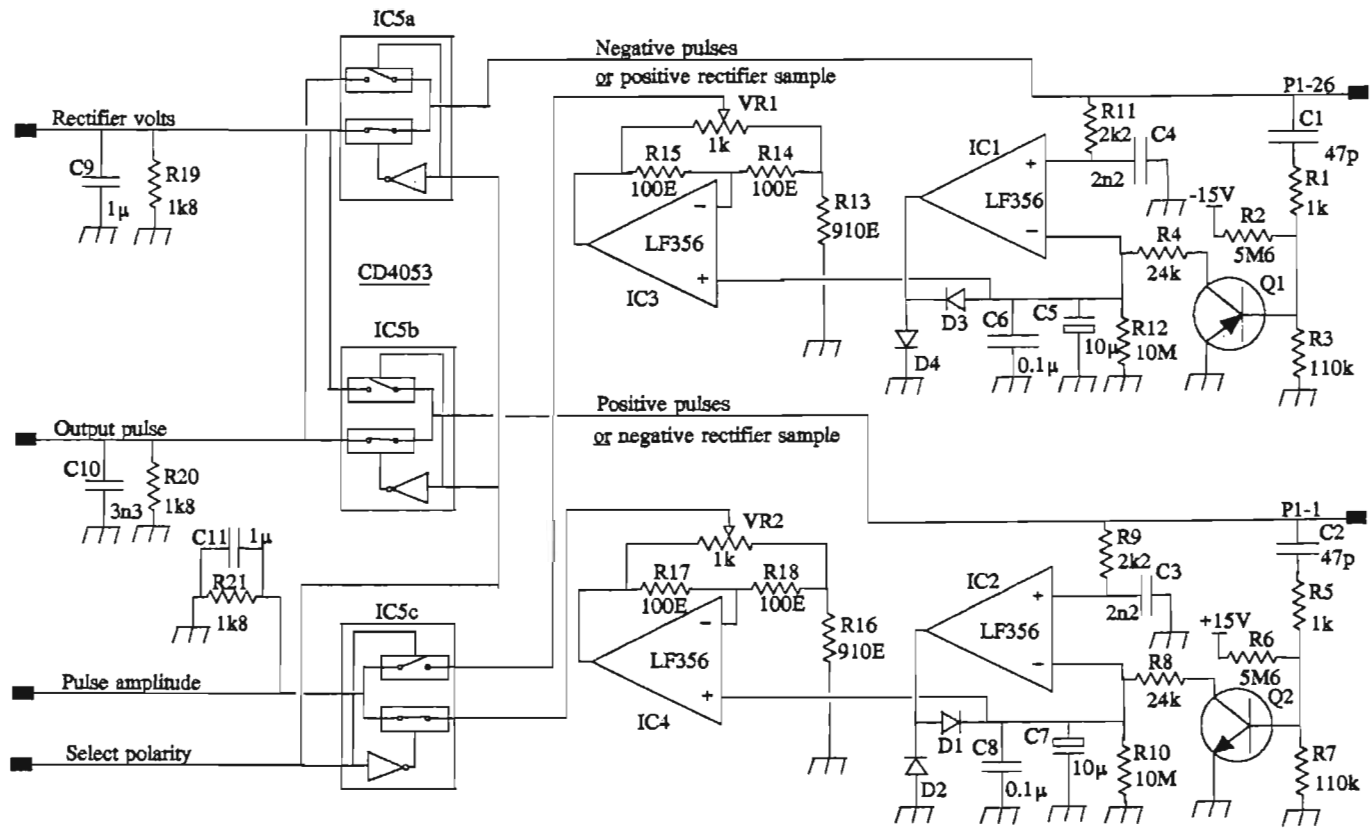 IC5a
Negative pulses
or positive rectifier sample
P1-26
Rectifier volts
VR1
1k
R11
2k2
C4
2n2
C1
47p
R1
1k
IC1
LF356
+
−
C9
1μ
R19
1k8
R15
100E
R14
100E
R13
910E
LF356
−
+
IC3
-15V
R2
5M6
R4
24k
Q1
R3
110k
CD4053
D3
D4
C6
0.1μ
C5
10μ
R12
10M
IC5b
Positive pulses
or negative rectifier sample
Output pulse
C10
3n3
R20
1k8
P1-1
C2
47p
C11
1μ
R21
1k8
VR2
1k
R9
2k2
C3
2n2
R5
1k
IC2
LF356
+
−
R17
100E
R18
100E
R16
910E
IC5c
LF356
−
+
IC4
+15V
R6
5M6
R8
24k
Q2
R7
110k
Pulse amplitude
Select polarity
D1
D2
C8
0.1μ
C7
10μ
R10
10M